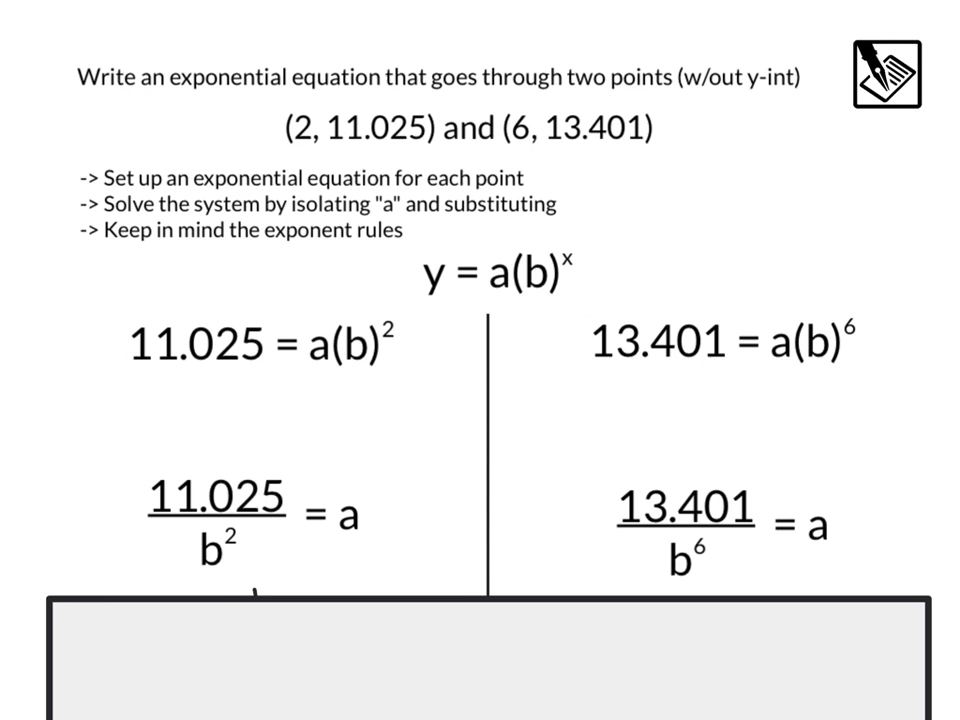 Write an exponential equation that goes through two points (w/out y-int)
(2, 11.025) and (6, 13.401)
-> Set up an exponential equation for each point
-> Solve the system by isolating "a" and substituting
-> Keep in mind the exponent rules
y = a(b)ˣ
11.025 = a(b)²
13.401 = a(b)⁶
11.025
= a
b²
13.401
= a
b⁶